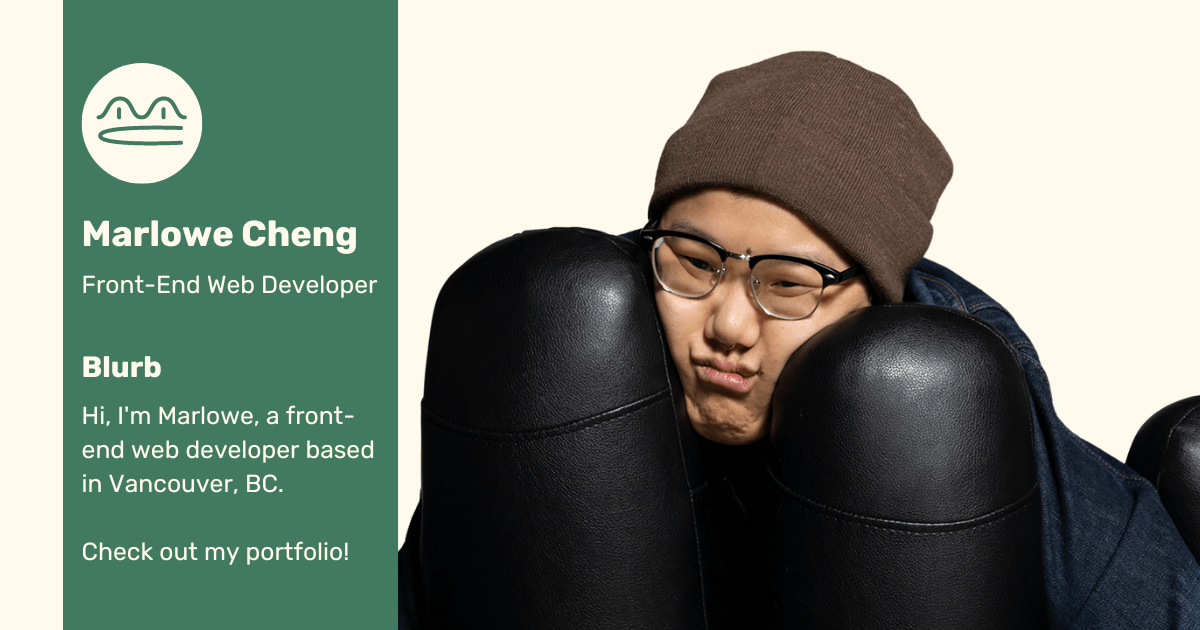 Marlowe Cheng
Front-End Web Developer
Blurb
Hi, I'm Marlowe, a front-
end web developer based
in Vancouver, BC.
Check out my portfolio!